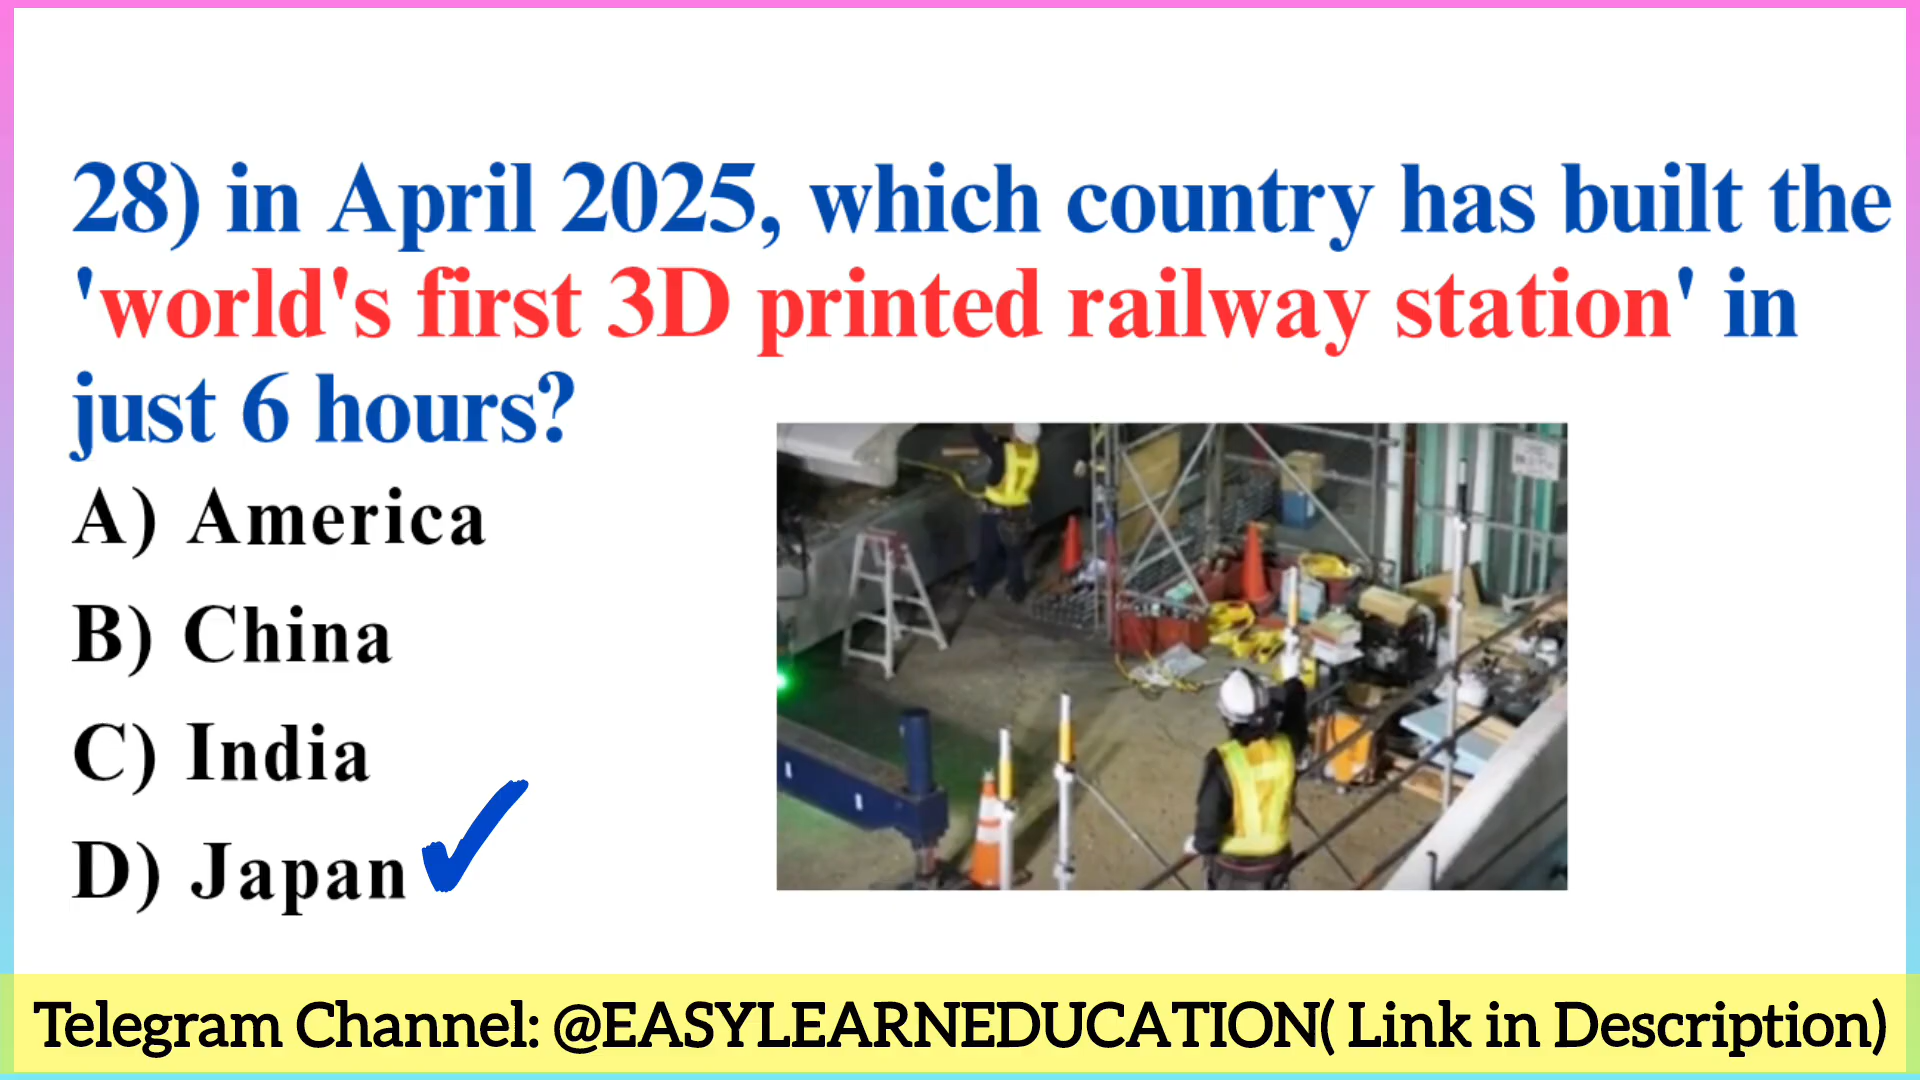 28) in April 2025, which country has built the
'world's first 3D printed railway station' in
just 6 hours?
A) America
B) China
C) India
D) Japan
Telegram Channel: @EASYLEARNEDUCATION( Link in Description)